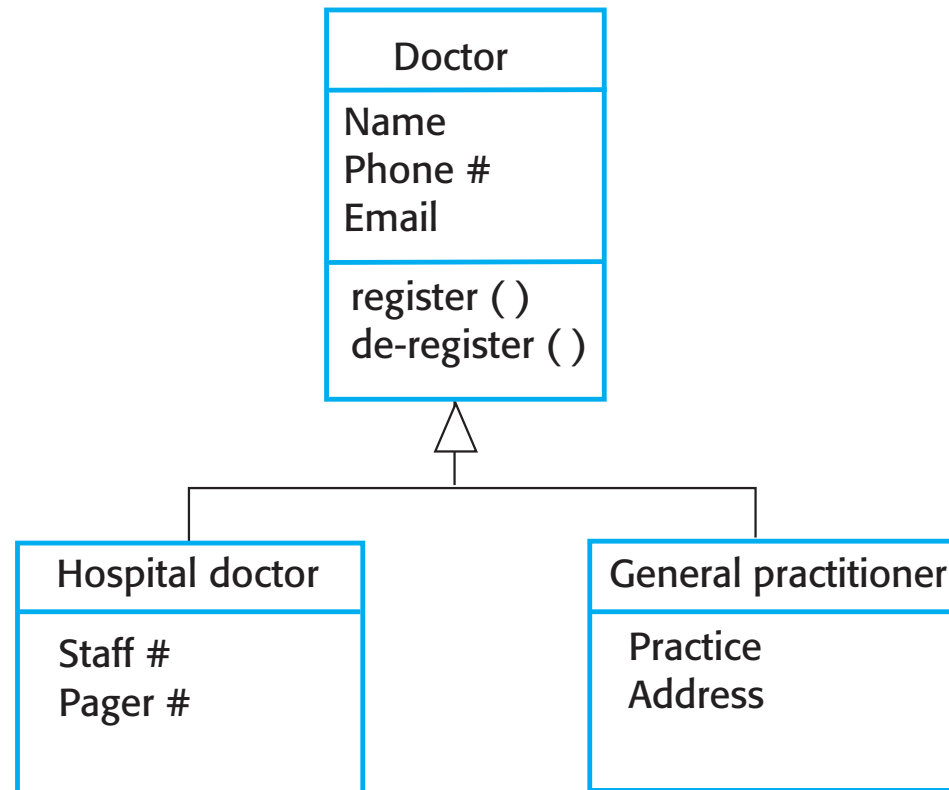 Doctor
Name
Phone #
Email
register ( )
de-register ( )
Hospital doctor
Staff #
Pager #
General practitioner
Practice
Address